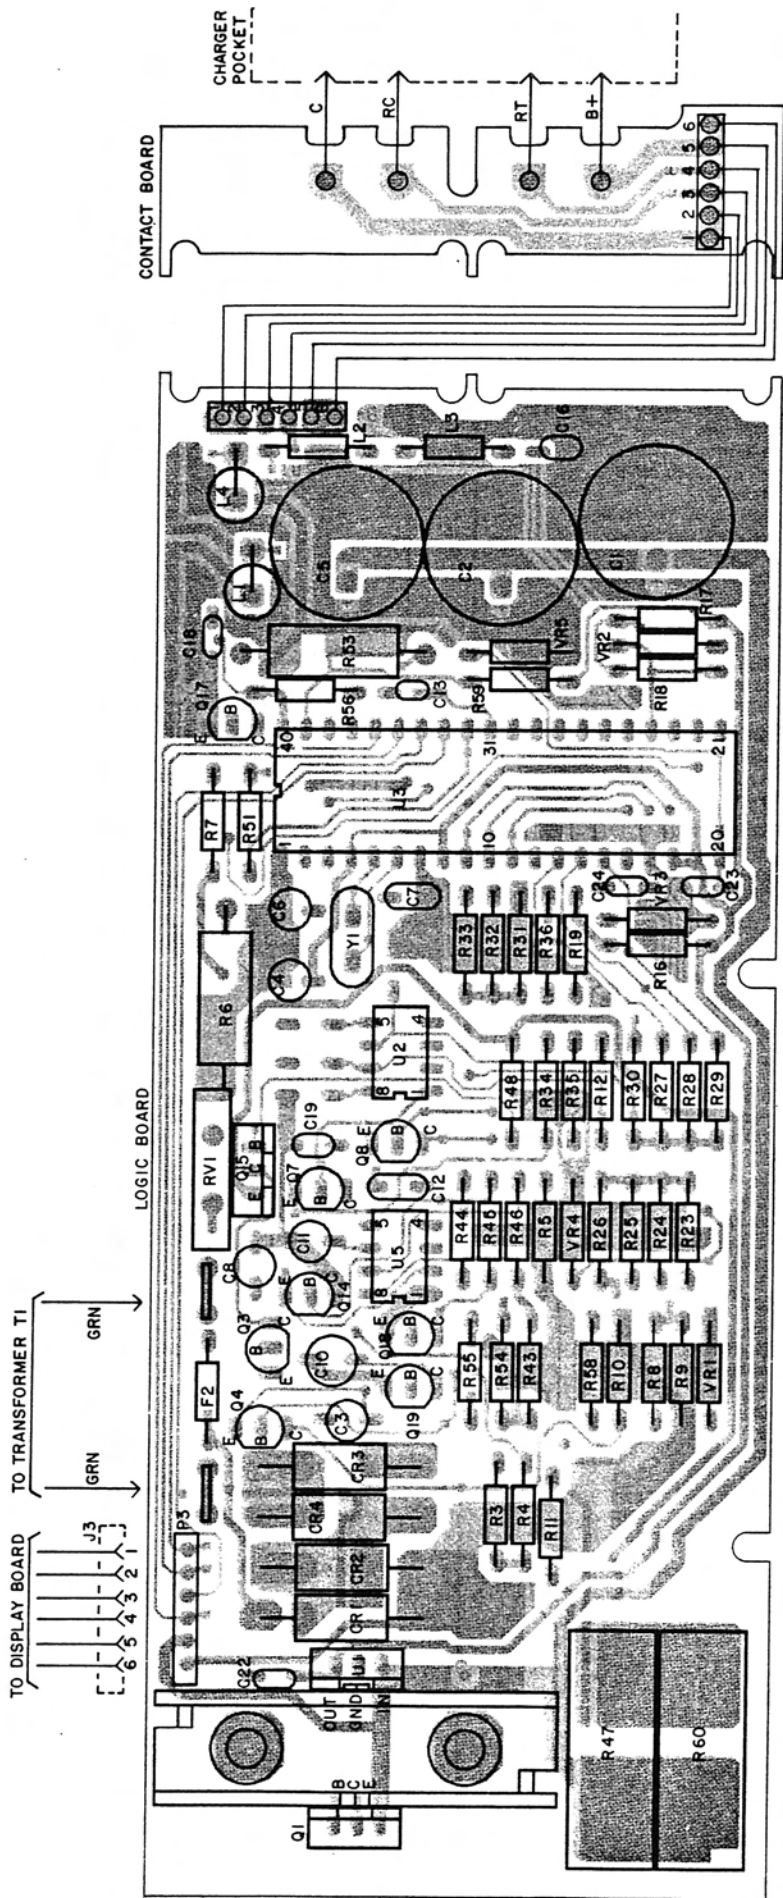 CHARGER
POCKET
C
RC
RT
B+
CONTACT BOARD
1
2
3
4
5
6
2
3
4
L4
L2
L3
C16
L1
C5
C2
C1
C18
R53
VR5
VR2
R17
Q17
E
B
C
R56
C13
R59
R18
40
31
21
U3
1
10
20
R7
R51
C6
Y1
C7
C24
VR3
C23
R33
R32
R31
R36
R19
R16
C4
R6
U2
5
4
8
1
R48
R34
R35
R12
R30
R27
R28
R29
LOGIC BOARD
RV1
Q15
E C B
C19
Q7
E
B
C
Q8
E
B
C
C12
C8
C11
U5
5
4
8
1
R44
R45
R46
R5
VR4
R26
R25
R24
R23
TO TRANSFORMER T1
GRN
GRN
F2
Q3
B
C
E
Q14
E
B
C
C10
Q18
E
B
C
Q19
B
C
E
Q4
E
B
C
C3
R55
R54
R43
R58
R10
R8
R9
VR1
CR3
CR4
CR2
CR1
R3
R4
R11
TO DISPLAY BOARD
J3
P3
1
2
3
4
5
6
C22
U1
OUT
GND
IN
Q1
B
C
E
R47
R60